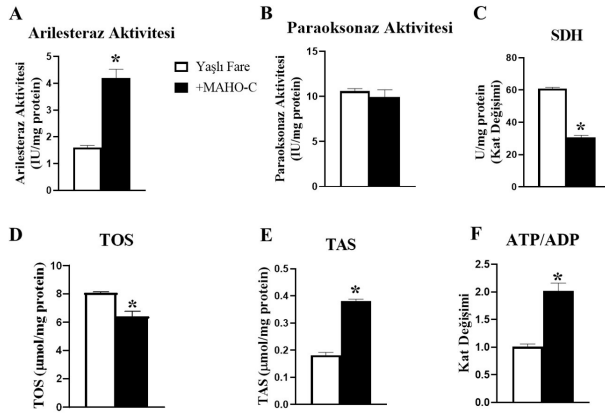 A
Arilesteraz Aktivitesi
Arilesteraz Aktivitesi
(IU/mg protein)
5
4
3
2
1
0
*
Yaşlı Fare
+MAHO-C
B
Paraoksonaz Aktivitesi
Paraoksonaz Aktivitesi
(IU/mg protein)
15
10
5
0
C
SDH
U/mg protein
(Kat Değişimi)
80
60
40
20
0
*
D
TOS
TOS (µmol/mg protein)
10
8
6
4
2
0
*
E
TAS
TAS (µmol/mg protein)
0.5
0.4
0.3
0.2
0.1
0.0
*
F
ATP/ADP
Kat Değişimi
2.5
2.0
1.5
1.0
0.5
0.0
*